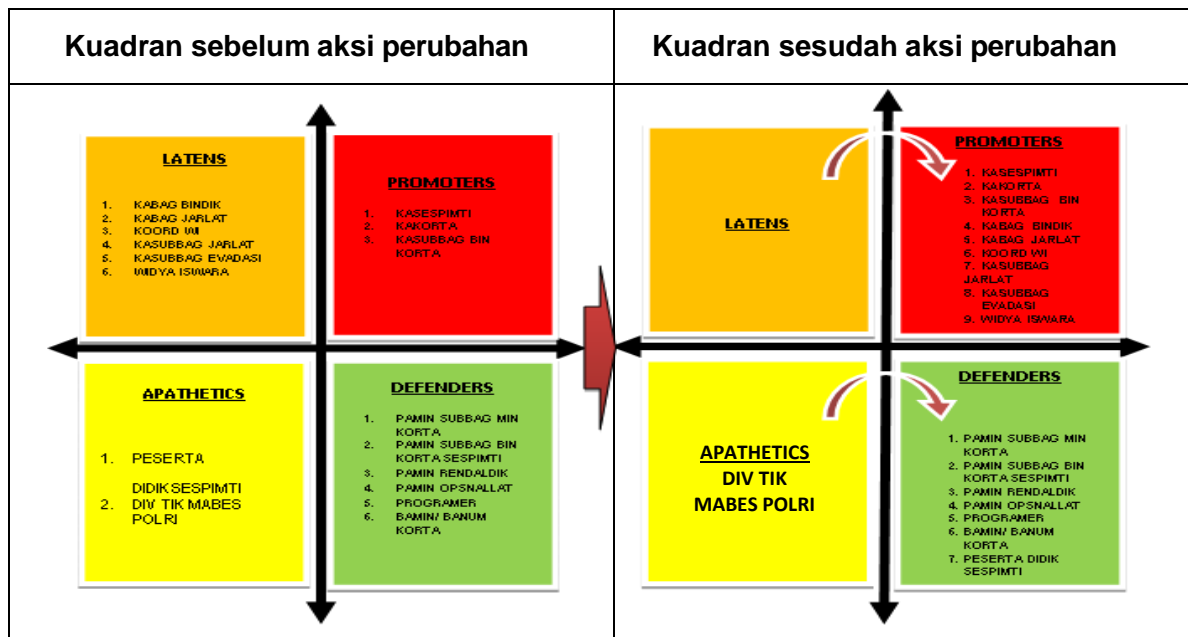 Kuadran sebelum aksi perubahan
Kuadran sesudah aksi perubahan
LATENS
1. KABAG BINDIK
2. KABAG JARLAT
3. KOORD WI
4. KASUBBAG JARLAT
5. KASUBBAG EVADASI
6. WIDYA ISWARA
PROMOTERS
1. KASESPIMTI
2. KAKORTA
3. KASUBBAG BIN
KORTA
APATHETICS
1. PESERTA
DIDIK SESPIMTI
2. DIV TIK MABES
POLRI
DEFENDERS
1. PAMIN SUBBAG MIN
KORTA
2. PAMIN SUBBAG BIN
KORTA SESPIMTI
3. PAMIN RENDALDIK
4. PAMIN OPSNALLAT
5. PROGRAMER
6. BAMIN/ BANUM
KORTA
LATENS
PROMOTERS
1. KASESPIMTI
2. KAKORTA
3. KASUBBAG BIN
KORTA
4. KABAG BINDIK
5. KABAG JARLAT
6. KOORD WI
7. KASUBBAG
JARLAT
8. KASUBBAG
EVADASI
9. WIDYA ISWARA
APATHETICS
DIV TIK
MABES POLRI
DEFENDERS
1. PAMIN SUBBAG MIN
KORTA
2. PAMIN SUBBAG BIN
KORTA SESPIMTI
3. PAMIN RENDALDIK
4. PAMIN OPSNALLAT
5. PROGRAMER
6. BAMIN/ BANUM
KORTA
7. PESERTA DIDIK
SESPIMTI